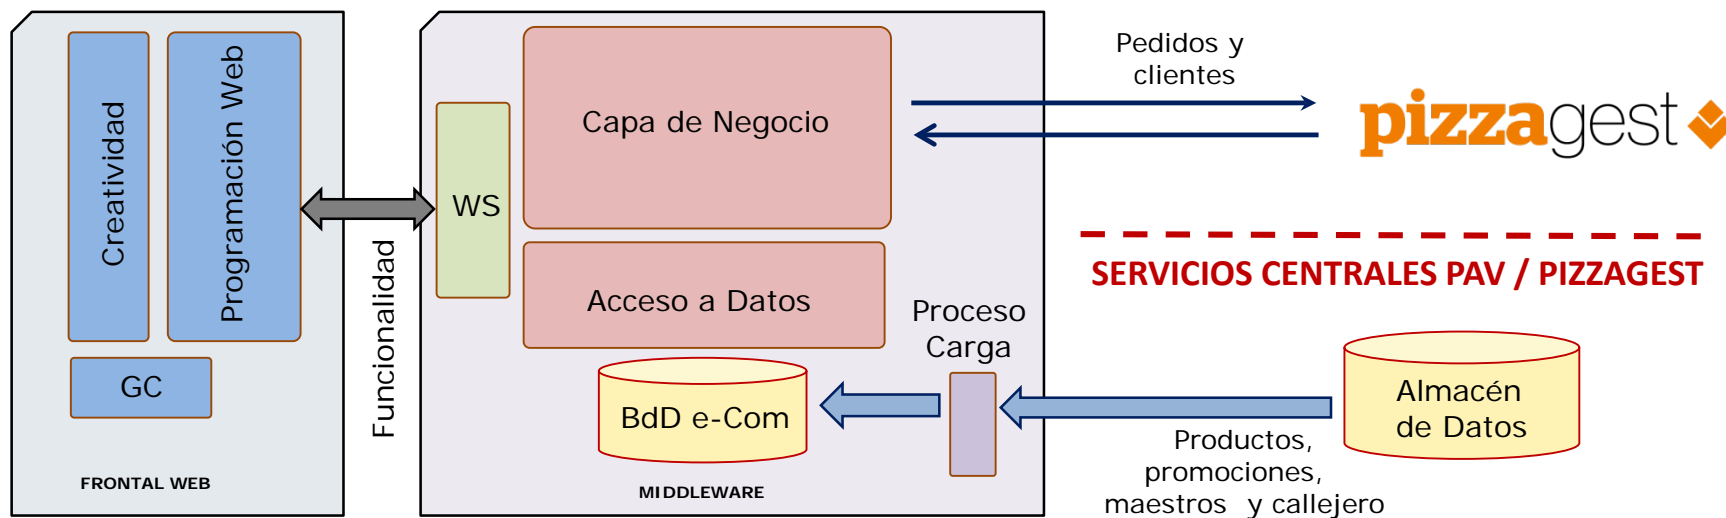 Creatividad
Programación Web
GC
FRONTAL WEB
Funcionalidad
WS
Capa de Negocio
Acceso a Datos
BdD e-Com
Proceso
Carga
MIDDLEWARE
Pedidos y
clientes
pizzagest
SERVICIOS CENTRALES PAV / PIZZAGEST
Almacén
de Datos
Productos,
promociones,
maestros y callejero